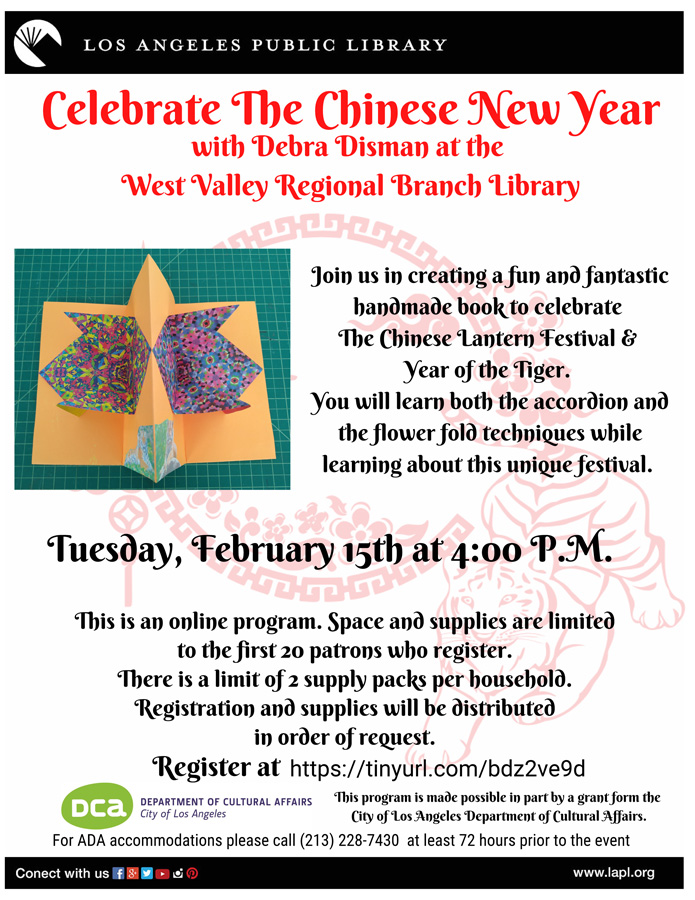 LOS ANGELES PUBLIC LIBRARY
Celebrate The Chinese New Year
with Debra Disman at the
West Valley Regional Branch Library
Join us in creating a fun and fantastic
handmade book to celebrate
The Chinese Lantern Festival &
Year of the Tiger.
You will learn both the accordion and
the flower fold techniques while
learning about this unique festival.
Tuesday, February 15th at 4:00 P.M.
This is an online program. Space and supplies are limited
to the first 20 patrons who register.
There is a limit of 2 supply packs per household.
Registration and supplies will be distributed
in order of request.
Register at https://tinyurl.com/bdz2ve9d
DCA DEPARTMENT OF CULTURAL AFFAIRS
City of Los Angeles
This program is made possible in part by a grant form the
City of Los Angeles Department of Cultural Affairs.
For ADA accommodations please call (213) 228-7430 at least 72 hours prior to the event
Conect with us
www.lapl.org